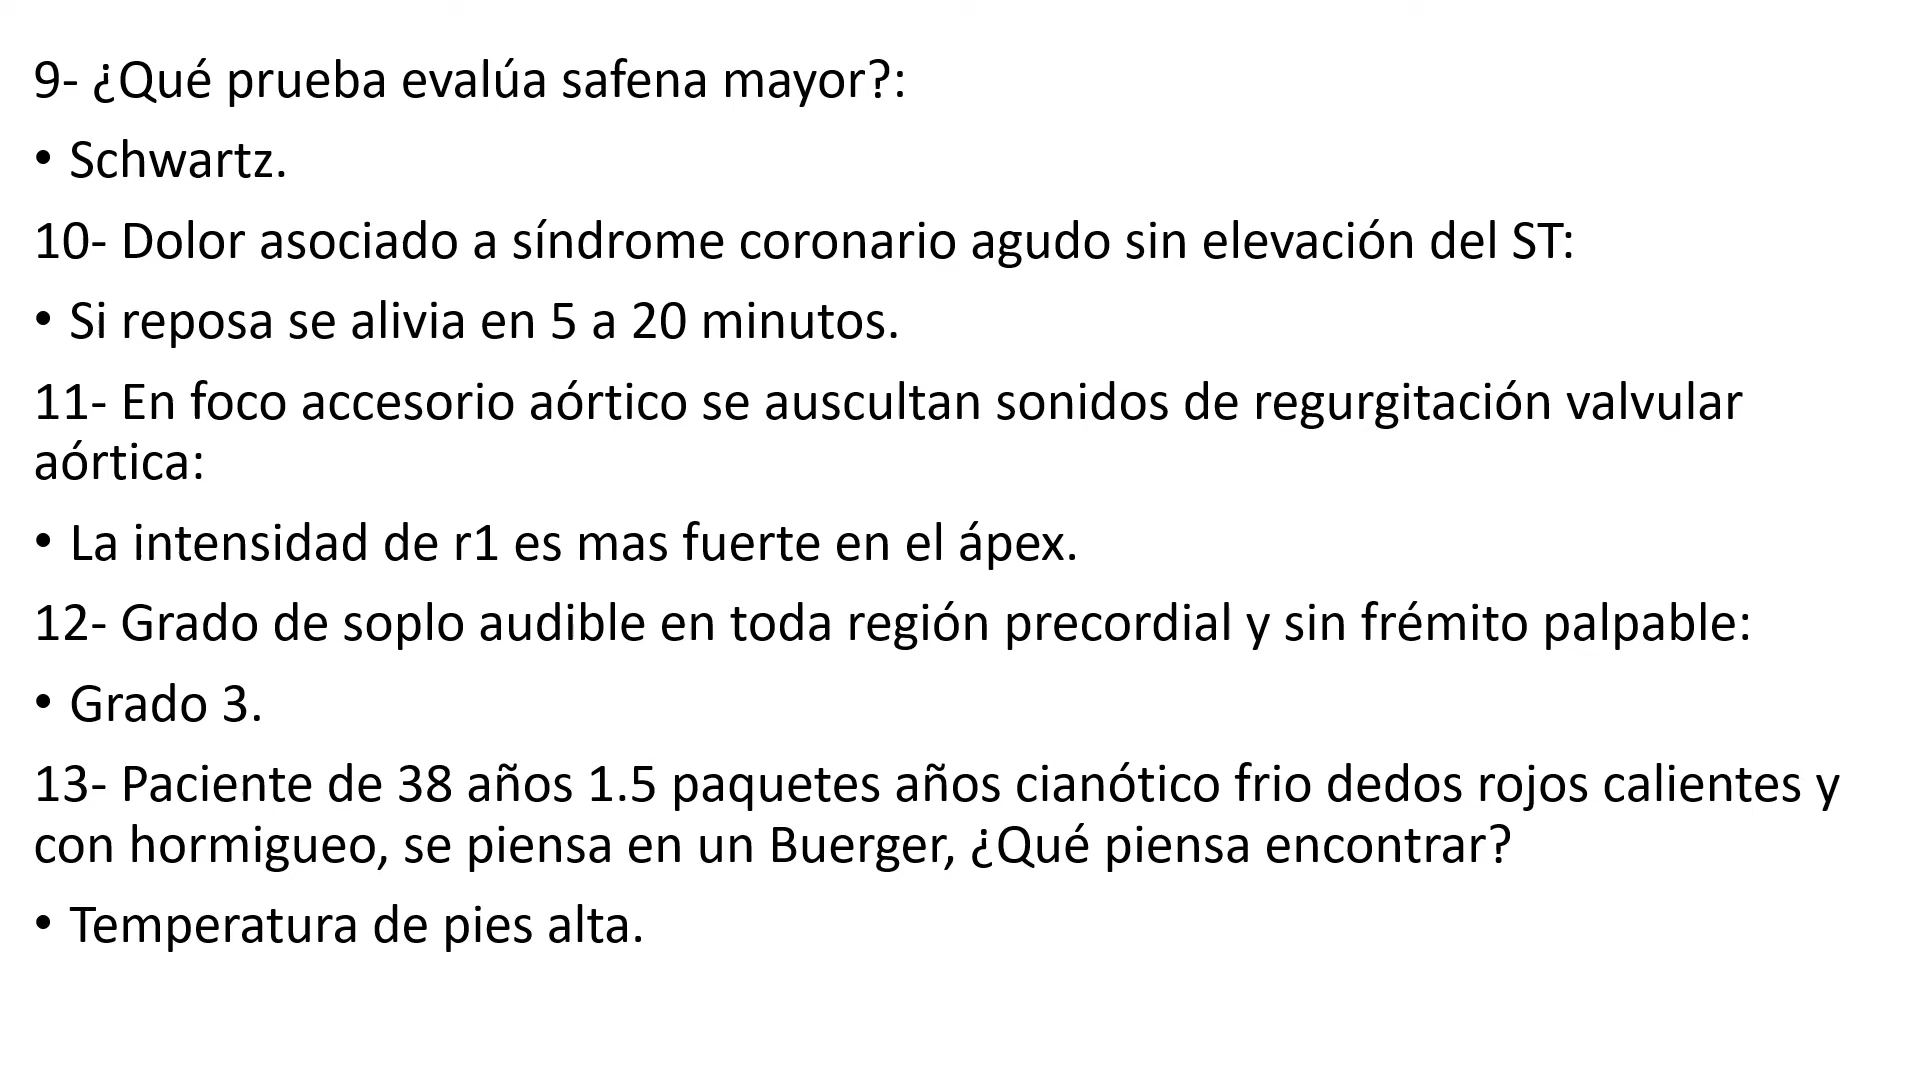 9- ¿Qué prueba evalúa safena mayor?:
• Schwartz.
10- Dolor asociado a síndrome coronario agudo sin elevación del ST:
• Si reposa se alivia en 5 a 20 minutos.
11- En foco accesorio aórtico se auscultan sonidos de regurgitación valvular
aórtica:
• La intensidad de r1 es mas fuerte en el ápex.
12- Grado de soplo audible en toda región precordial y sin frémito palpable:
• Grado 3.
13- Paciente de 38 años 1.5 paquetes años cianótico frio dedos rojos calientes y
con hormigueo, se piensa en un Buerger, ¿Qué piensa encontrar?
• Temperatura de pies alta.